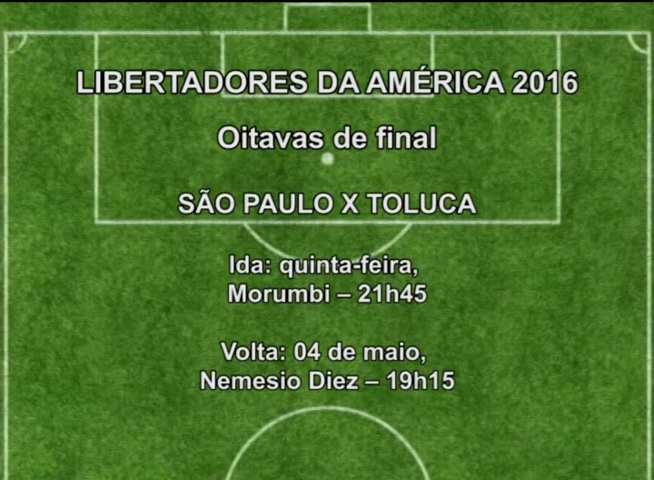 LIBERTADORES DA AMÉRICA 2016
Oitavas de final
SÃO PAULO X TOLUCA
Ida: quinta-feira,
Morumbi – 21h45
Volta: 04 de maio,
Nemesio Diez – 19h15